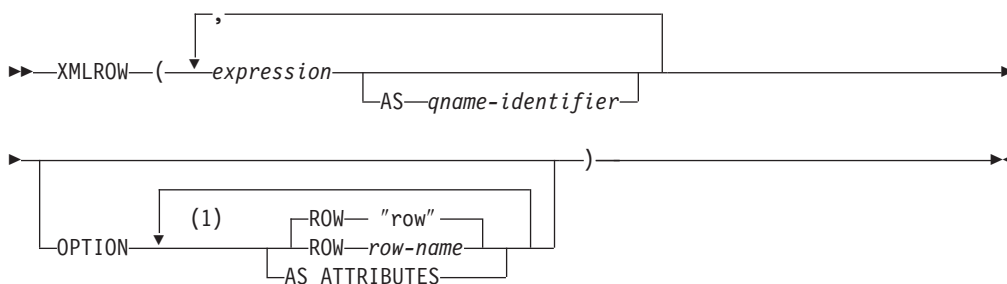 ,
XMLROW ( expression )
AS qname-identifier
OPTION (1) ROW "row"
ROW row-name
AS ATTRIBUTES